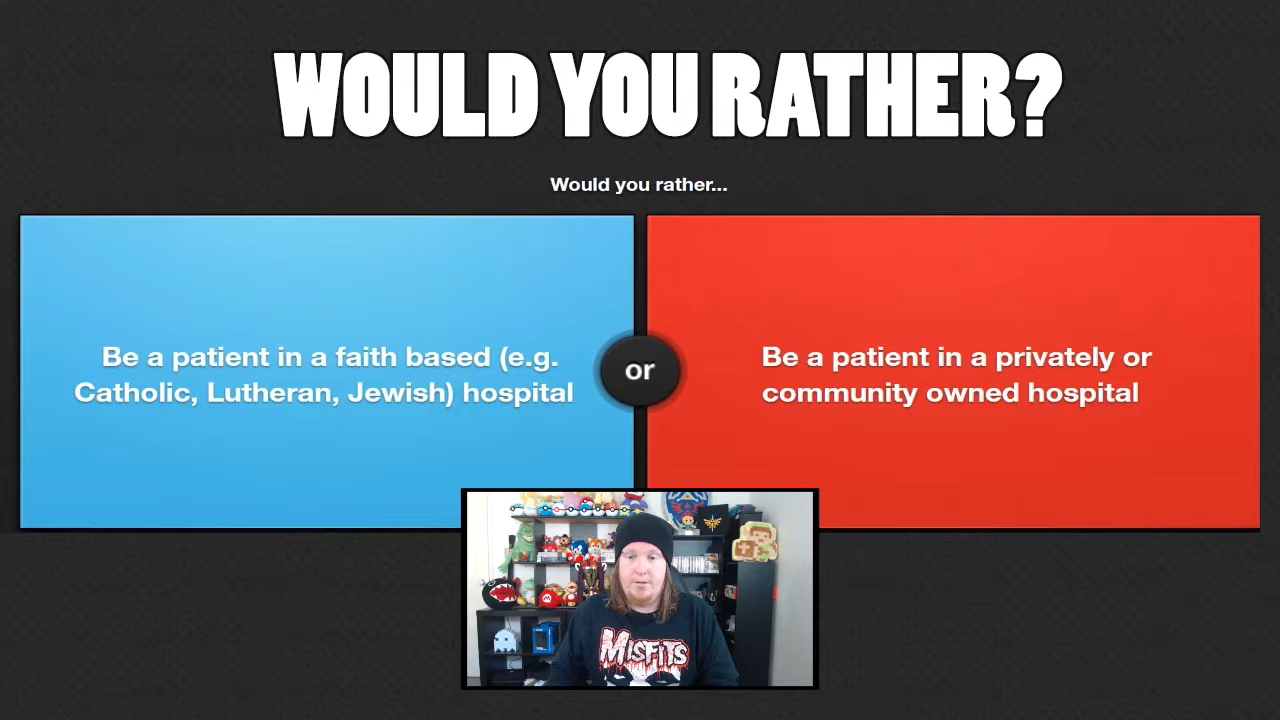 WOULD YOU RATHER?
Would you rather...
Be a patient in a faith based (e.g.
Catholic, Lutheran, Jewish) hospital
or
Be a patient in a privately or
community owned hospital
MISFITS